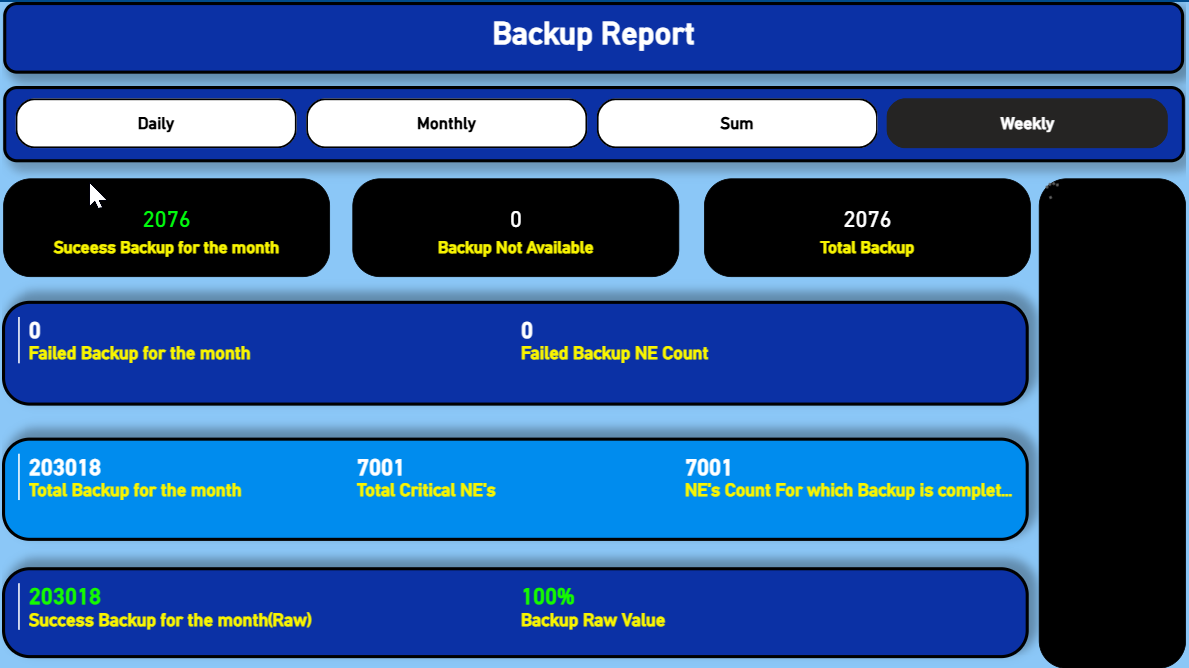 Backup Report
Daily
Monthly
Sum
Weekly
2076
Suceess Backup for the month
0
Backup Not Available
2076
Total Backup
0
Failed Backup for the month
0
Failed Backup NE Count
203018
Total Backup for the month
7001
Total Critical NE's
7001
NE's Count For which Backup is complet...
203018
Success Backup for the month(Raw)
100%
Backup Raw Value